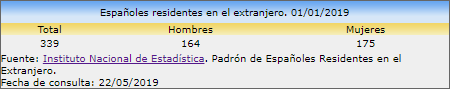 Españoles residentes en el extranjero. 01/01/2019
Total Hombres Mujeres
339 164 175
Fuente: Instituto Nacional de Estadística. Padrón de Españoles Residentes en el
Extranjero.
Fecha de consulta: 22/05/2019